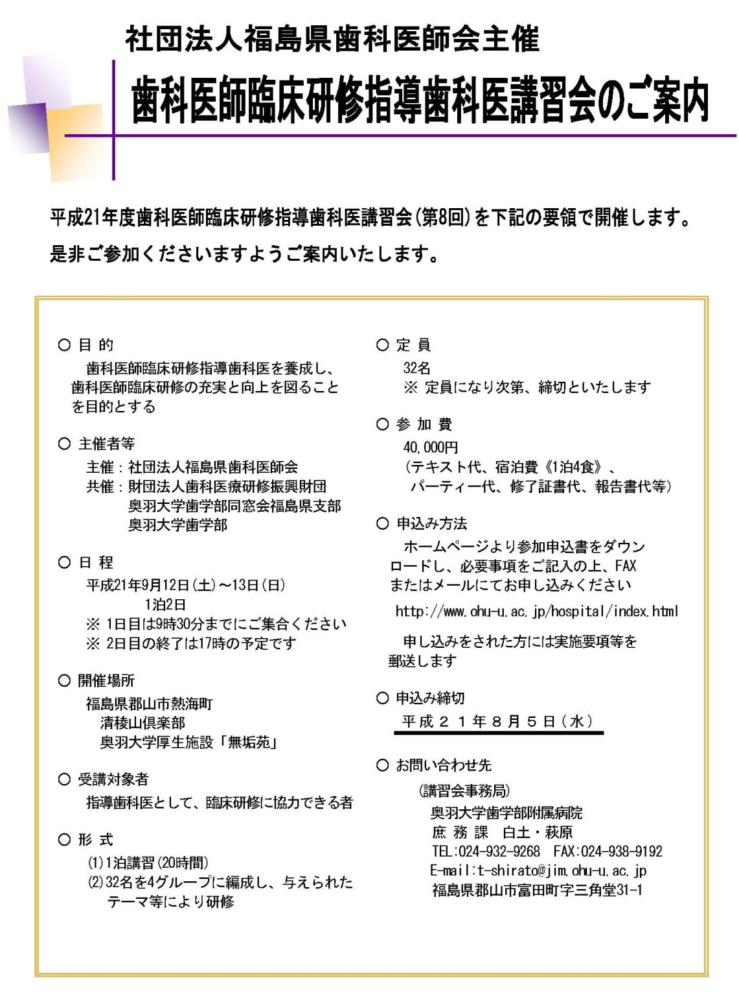 社団法人福島県歯科医師会主催
歯科医師臨床研修指導歯科医講習会のご案内
平成21年度歯科医師臨床研修指導歯科医講習会(第8回)を下記の要領で開催します。
是非ご参加くださいますようご案内いたします。
〇 目 的
歯科医師臨床研修指導歯科医を養成し、
歯科医師臨床研修の充実と向上を図ること
を目的とする
〇 主催者等
主催：社団法人福島県歯科医師会
共催：財団法人歯科医療研修振興財団
奥羽大学歯学部同窓会福島県支部
奥羽大学歯学部
〇 日 程
平成21年9月12日(土)～13日(日)
1泊2日
※ 1日目は9時30分までにご集合ください
※ 2日目の終了は17時の予定です
〇 開催場所
福島県郡山市熱海町
清稜山倶楽部
奥羽大学厚生施設「無垢苑」
〇 受講対象者
指導歯科医として、臨床研修に協力できる者
〇 形 式
(1)1泊講習(20時間)
(2)32名を4グループに編成し、与えられた
テーマ等により研修
〇 定 員
32名
※ 定員になり次第、締切といたします
〇 参 加 費
40,000円
(テキスト代、宿泊費《1泊4食》、
パーティー代、修了証書代、報告書代等)
〇 申込み方法
ホームページより参加申込書をダウン
ロードし、必要事項をご記入の上、FAX
またはメールにてお申し込みください
http://www.ohu-u.ac.jp/hospital/index.html
申し込みをされた方には実施要項等を
郵送します
〇 申込み締切
平成２１年８月５日(水)
〇 お問い合わせ先
(講習会事務局)
奥羽大学歯学部附属病院
庶 務 課　白土・萩原
TEL:024-932-9268　FAX:024-938-9192
E-mail:t-shirato@jim.ohu-u.ac.jp
福島県郡山市富田町字三角堂31-1